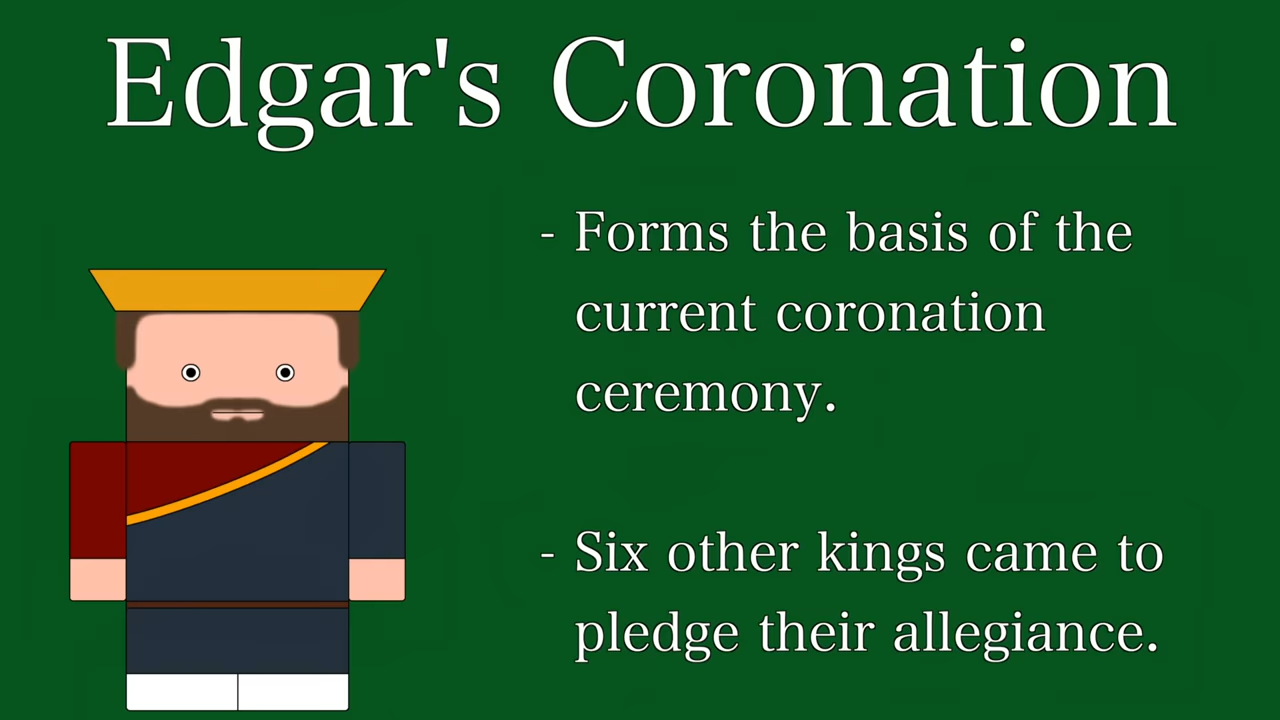 Edgar's Coronation
- Forms the basis of the
current coronation
ceremony.
- Six other kings came to
pledge their allegiance.